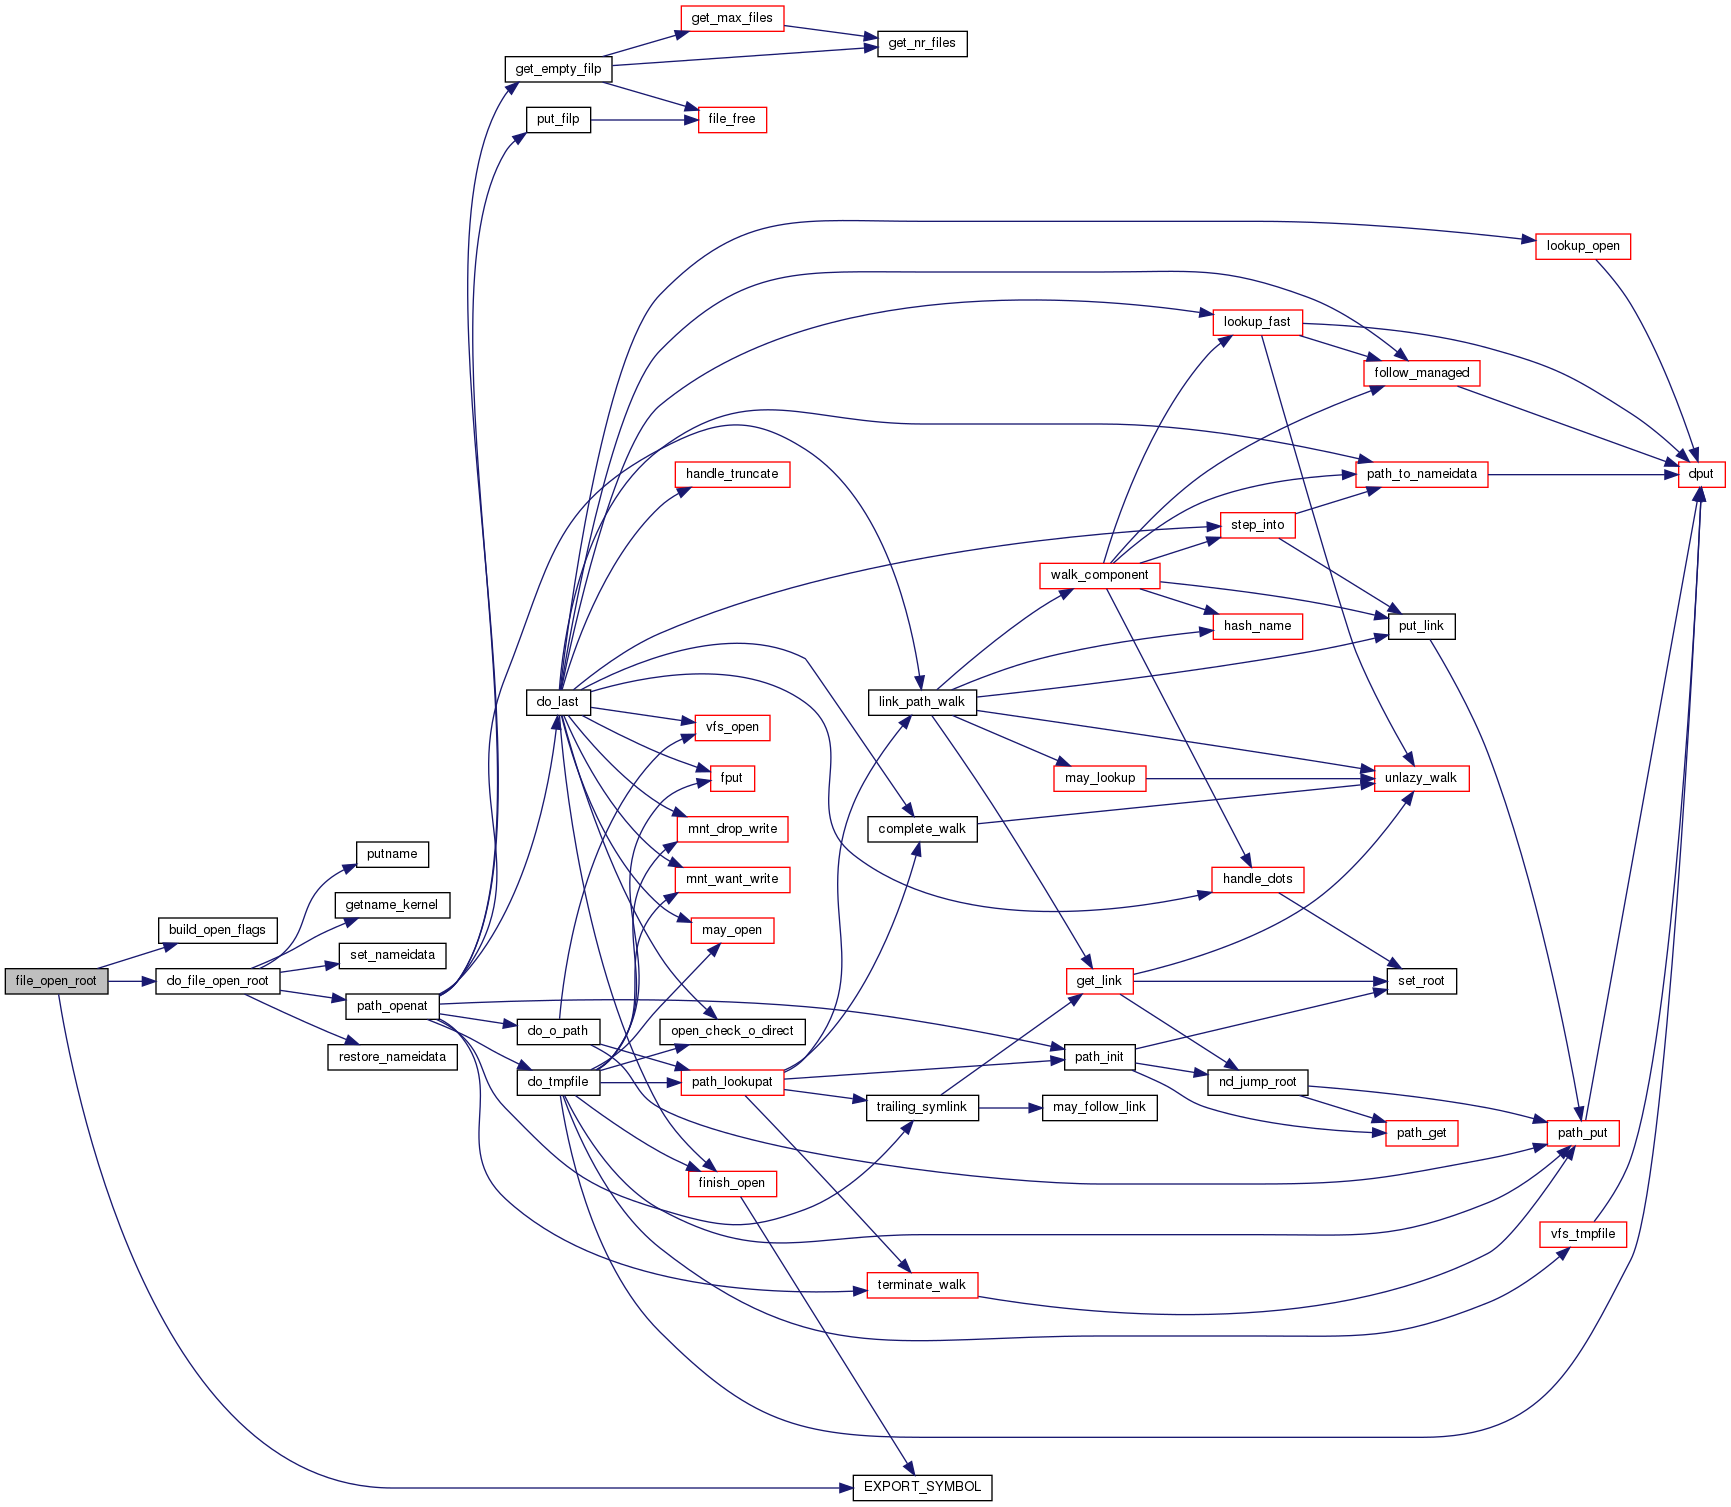 get_max_files
get_nr_files
get_empty_filp
put_filp
file_free
lookup_open
lookup_fast
follow_managed
handle_truncate
path_to_nameidata
dput
step_into
walk_component
hash_name
put_link
do_last
link_path_walk
vfs_open
fput
may_lookup
unlazy_walk
mnt_drop_write
complete_walk
putname
mnt_want_write
handle_dots
getname_kernel
build_open_flags
may_open
set_nameidata
file_open_root
do_file_open_root
get_link
set_root
path_openat
do_o_path
open_check_o_direct
restore_nameidata
path_init
do_tmpfile
path_lookupat
nd_jump_root
trailing_symlink
may_follow_link
path_get
path_put
finish_open
vfs_tmpfile
terminate_walk
EXPORT_SYMBOL